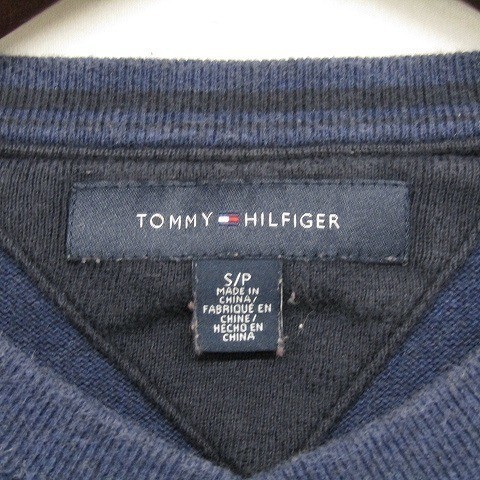 TOMMY HILFIGER
S/P
MADE IN
CHINA/
FABRIQUE EN
CHINE/
HECHO EN
CHINA